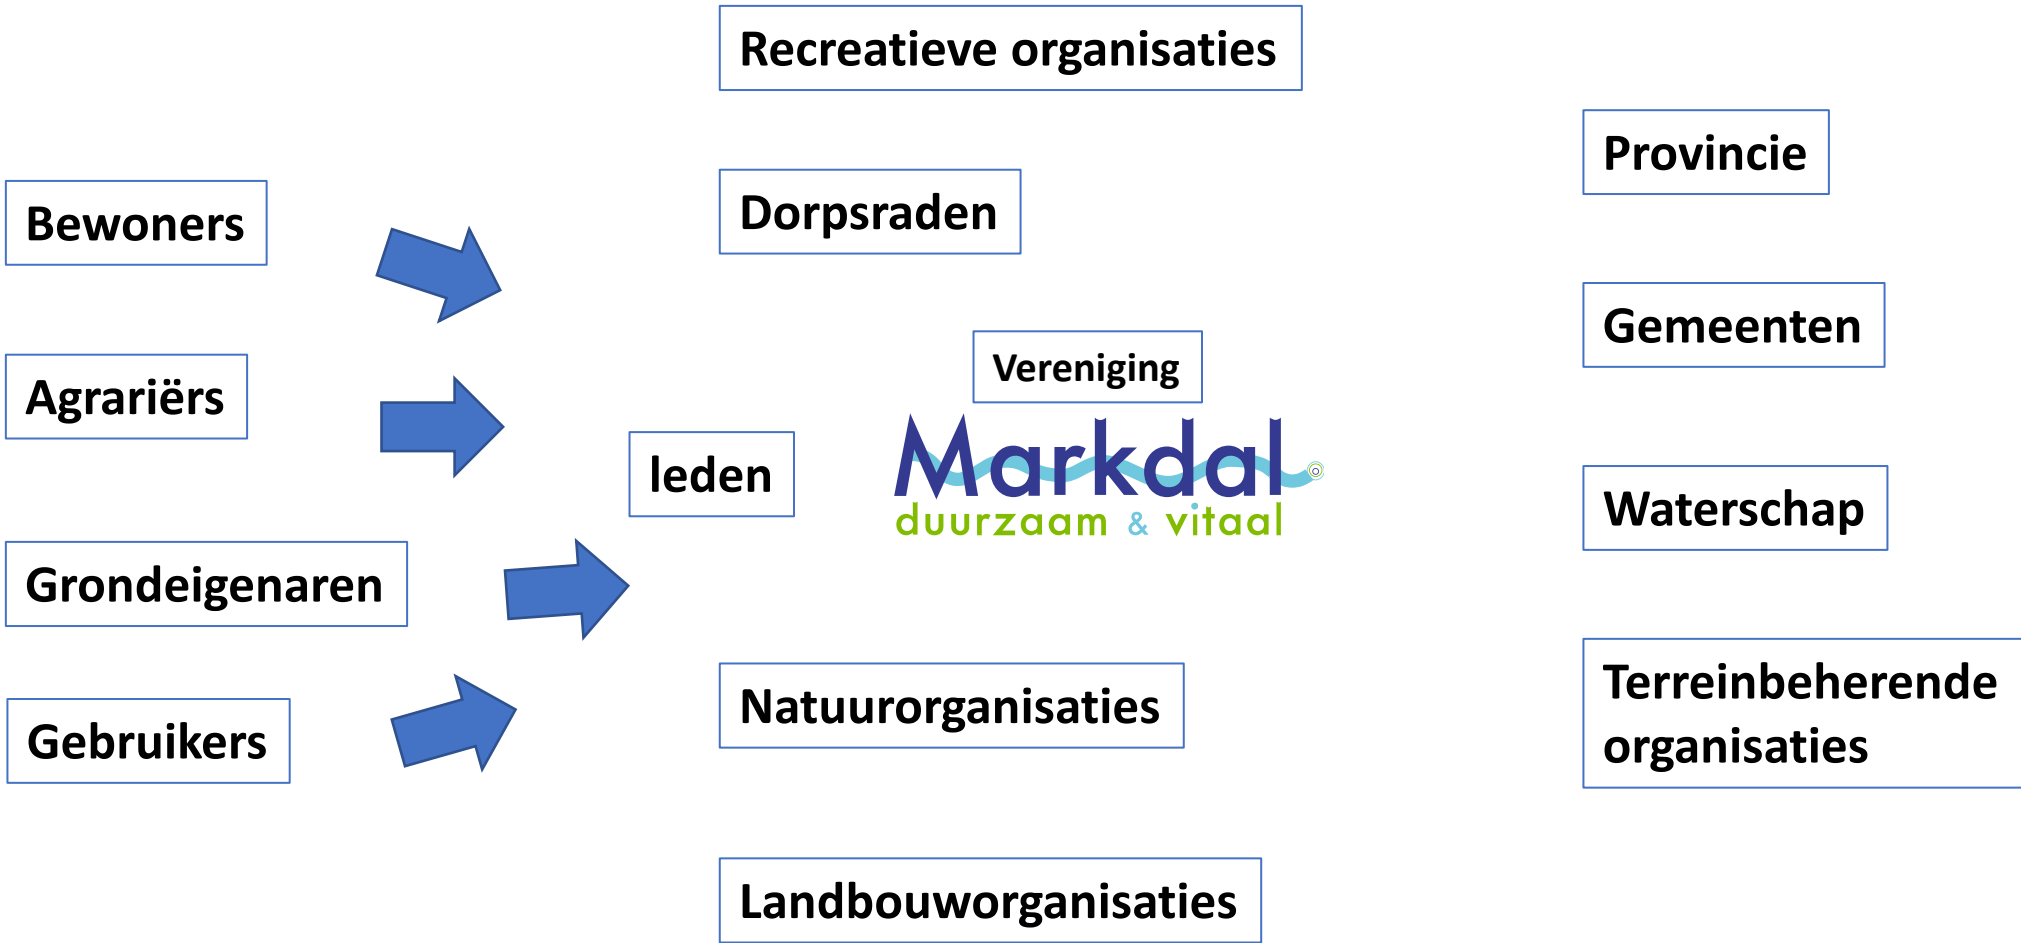 Recreatieve organisaties
Provincie
Dorpsraden
Bewoners
Gemeenten
Vereniging
Agrariërs
Markdal
leden
duurzaam & vitaal
Waterschap
Grondeigenaren
Terreinbeherende
organisaties
Natuurorganisaties
Gebruikers
Landbouworganisaties